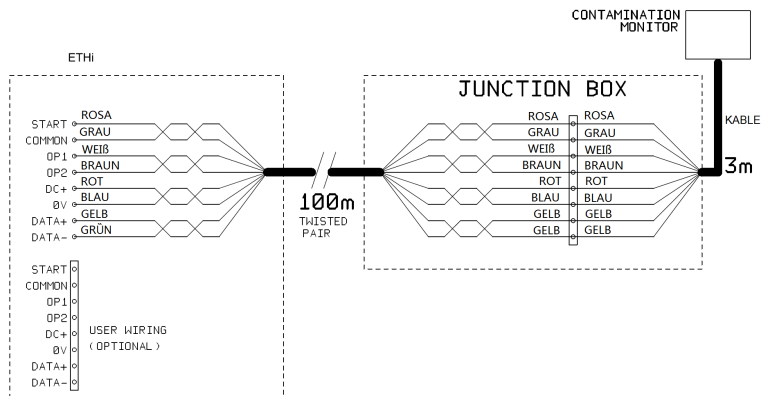 CONTAMINATION
MONITOR
ETHi
JUNCTION BOX
START ROSA
COMMON GRAU
OP1 WEIß
OP2 BRAUN
DC+ ROT
0V BLAU
DATA+ GELB
DATA- GRÜN
100m
TWISTED
PAIR
ROSA ROSA
GRAU GRAU
WEIß WEIß
BRAUN BRAUN
ROT ROT
BLAU BLAU
GELB GELB
GELB GELB
KABLE
3m
START
COMMON
OP1
OP2
DC+
0V
DATA+
DATA-
USER WIRING
(OPTIONAL)